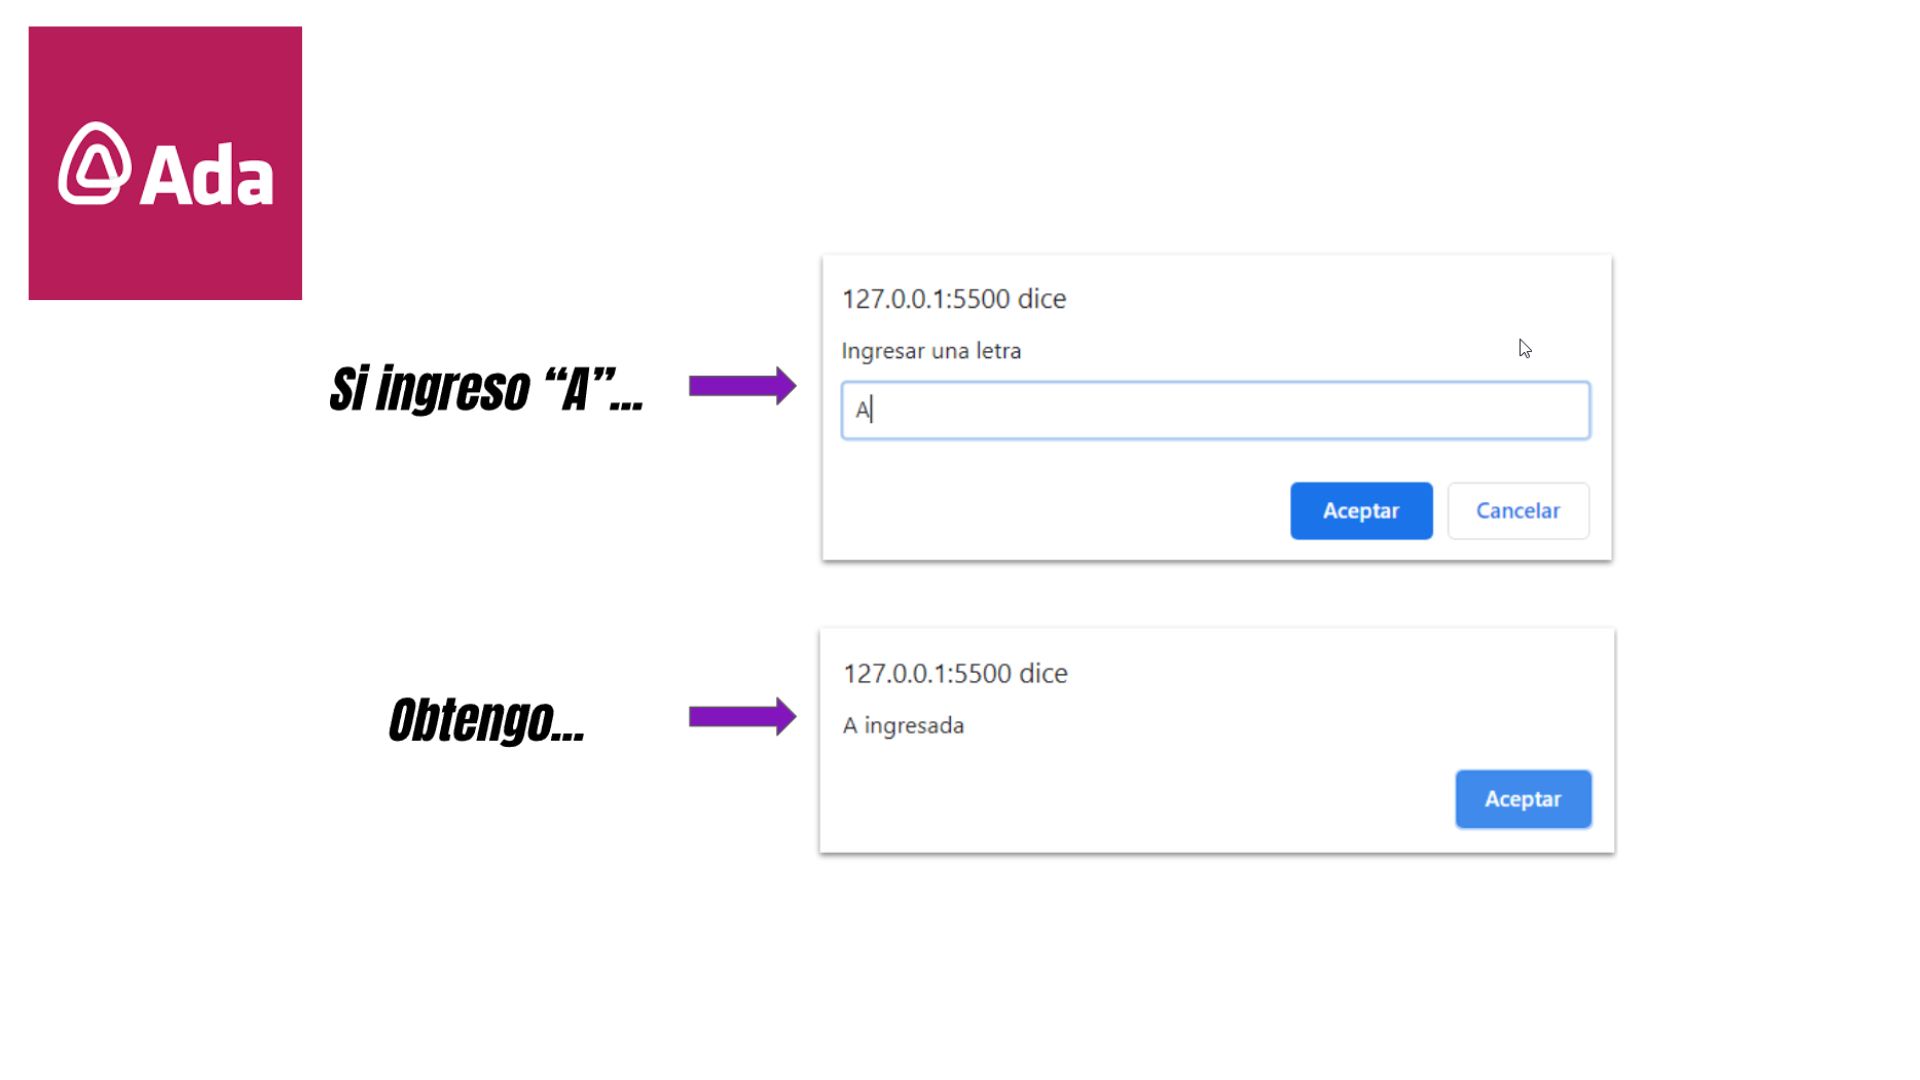 Ada
Si ingreso “A”...
127.0.0.1:5500 dice
Ingresar una letra
A
Aceptar
Cancelar
Obtengo...
127.0.0.1:5500 dice
A ingresada
Aceptar